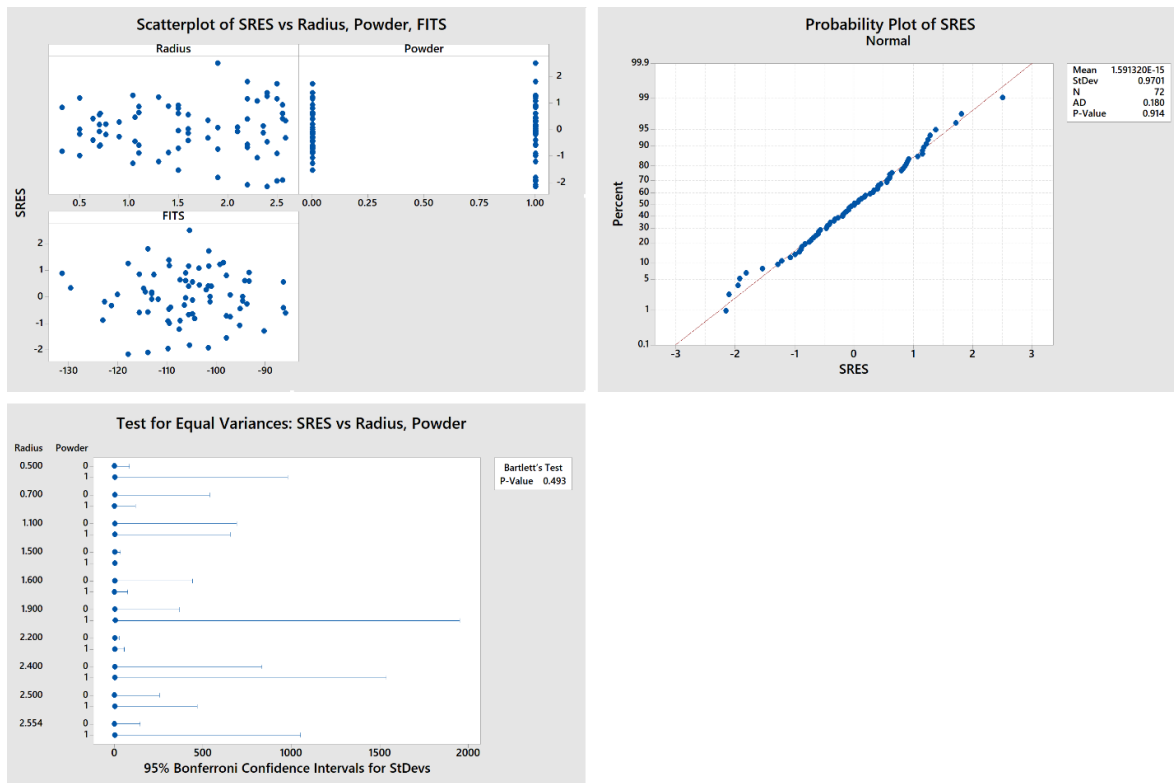 Scatterplot of SRES vs Radius, Powder, FITS
Radius Powder
2
1
0
-1
-2
0.5 1.0 1.5 2.0 2.5 0.00 0.25 0.50 0.75 1.00
SRES
FITS
2
1
0
-1
-2
-130 -120 -110 -100 -90
Probability Plot of SRES
Normal
Percent
99.9
99
95
90
80
70
60
50
40
30
20
10
5
1
0.1
-3 -2 -1 0 1 2 3
SRES
Mean 1.591320E-15
StDev 0.9701
N 72
AD 0.180
P-Value 0.914
Test for Equal Variances: SRES vs Radius, Powder
Radius Powder
0.500 0
1
0.700 0
1
1.100 0
1
1.500 0
1
1.600 0
1
1.900 0
1
2.200 0
1
2.400 0
1
2.500 0
1
2.554 0
1
0 500 1000 1500 2000
95% Bonferroni Confidence Intervals for StDevs
Bartlett's Test
P-Value 0.493